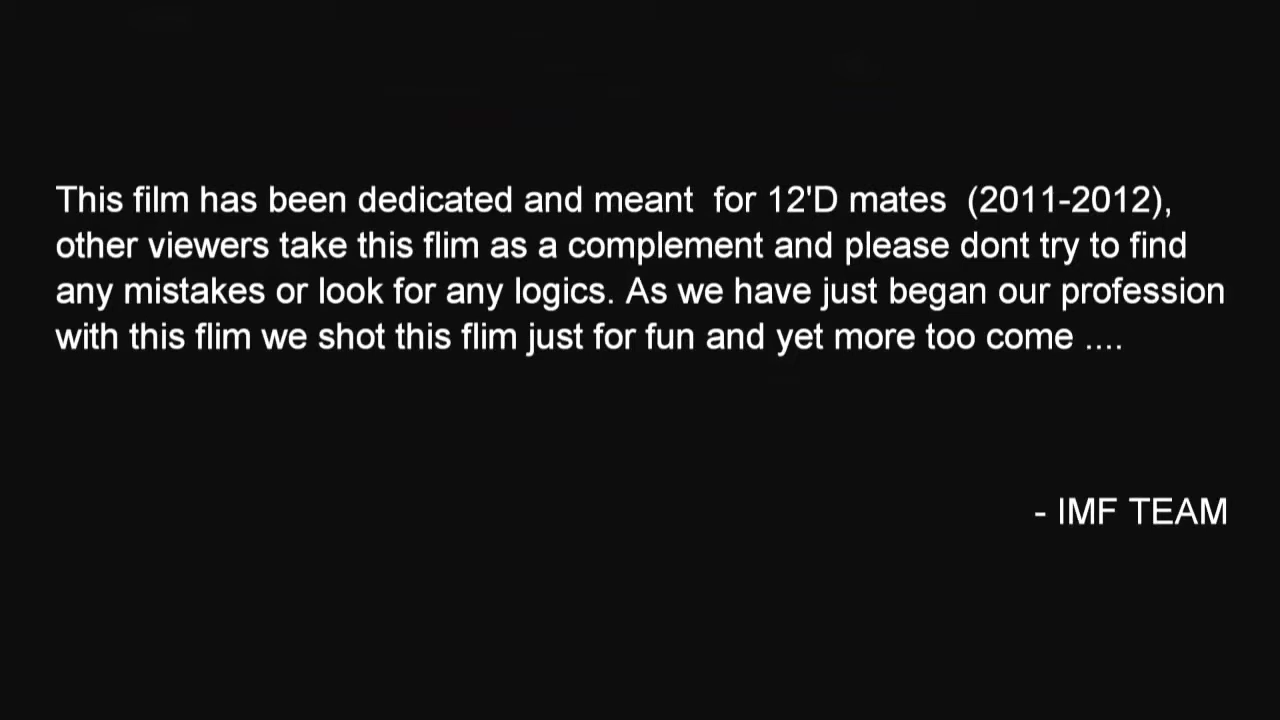 This film has been dedicated and meant  for 12'D mates  (2011-2012),
other viewers take this flim as a complement and please dont try to find
any mistakes or look for any logics. As we have just began our profession
with this flim we shot this flim just for fun and yet more too come ....
- IMF TEAM